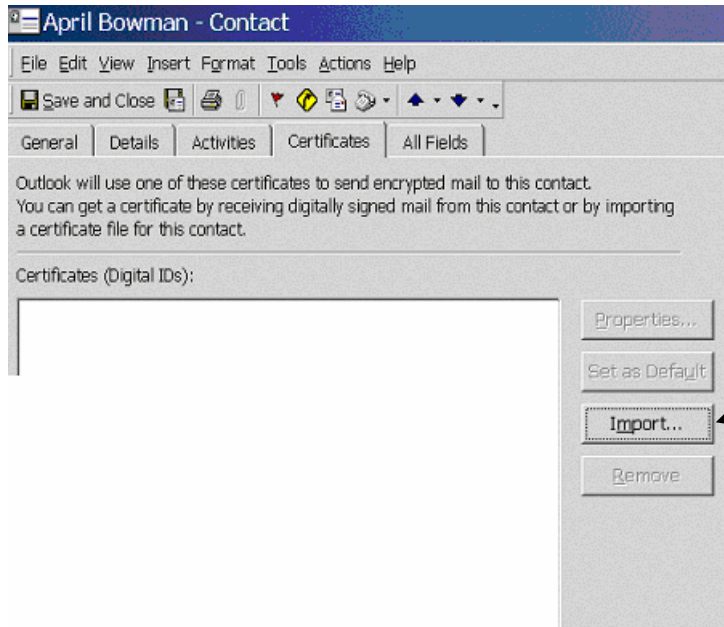 April Bowman - Contact
File Edit View Insert Format Tools Actions Help
Save and Close
General Details Activities Certificates All Fields
Outlook will use one of these certificates to send encrypted mail to this contact.
You can get a certificate by receiving digitally signed mail from this contact or by importing
a certificate file for this contact.
Certificates (Digital IDs):
Properties...
Set as Default
Import...
Remove